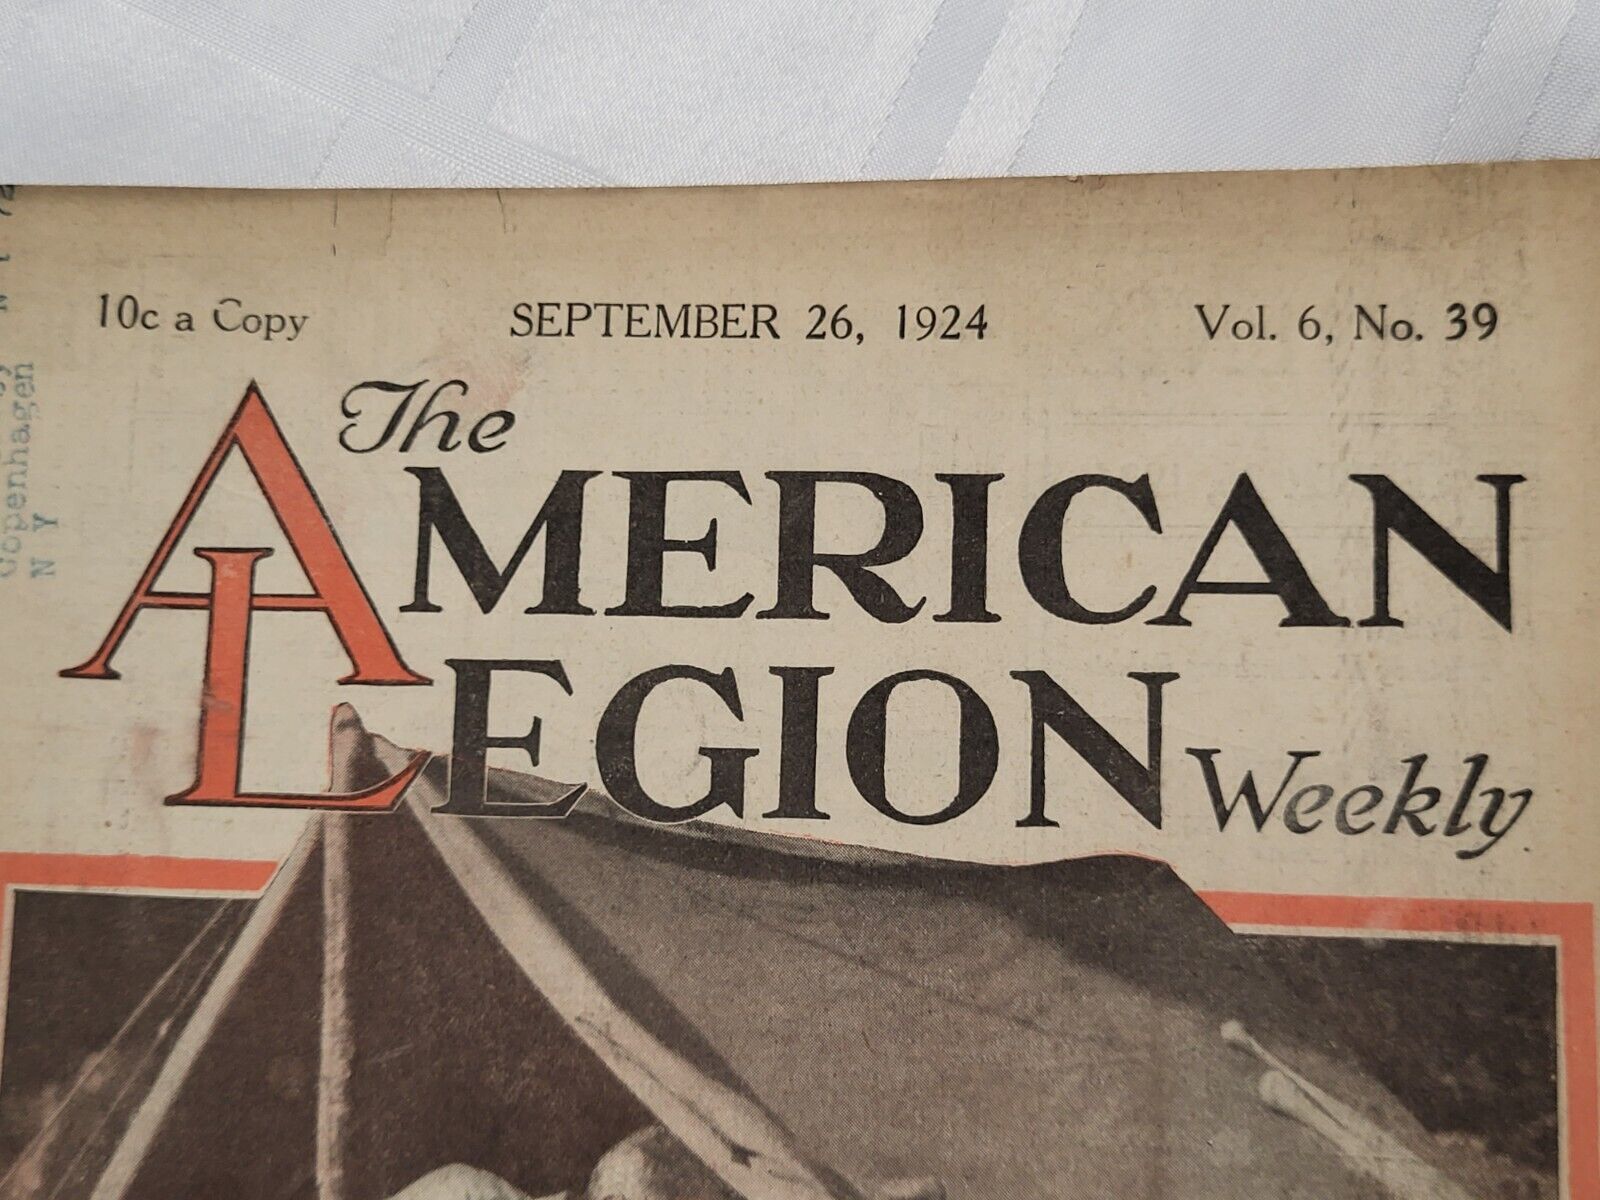 10c a Copy SEPTEMBER 26, 1924 Vol. 6, No. 39
The
AMERICAN
LEGION Weekly
Copenhagen
N Y